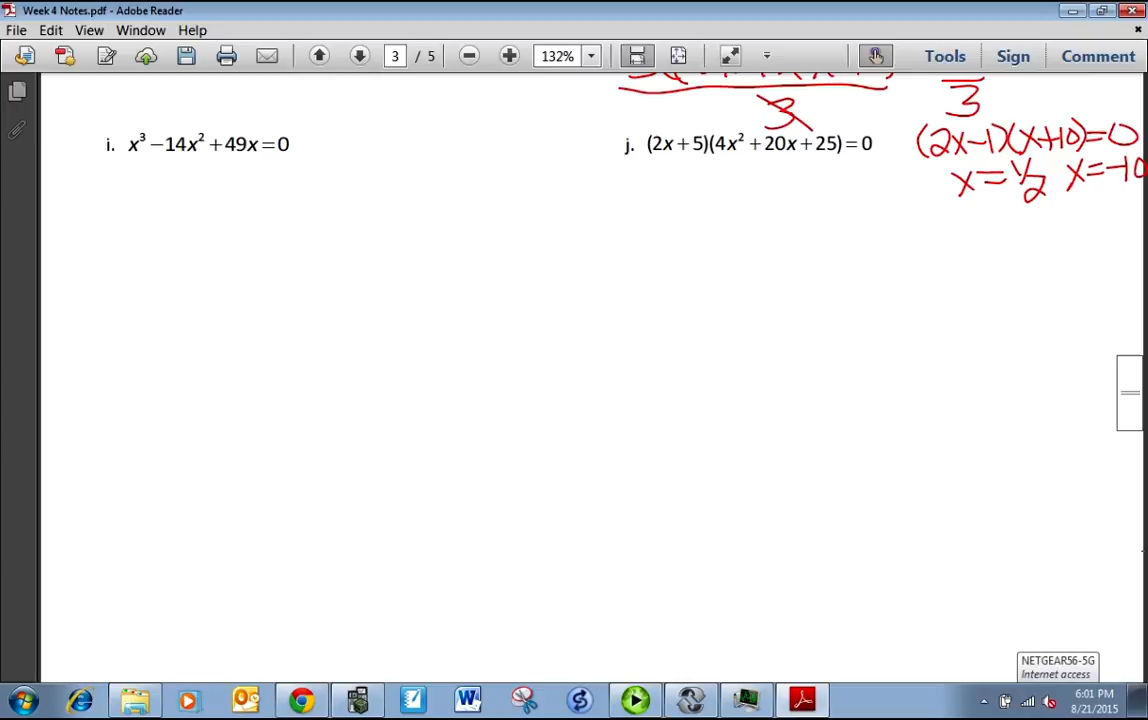 Week 4 Notes.pdf - Adobe Reader
File Edit View Window Help
3 / 5 132% Tools Sign Comment
3
3
i. x³ − 14x² + 49x = 0
j. (2x + 5)(4x² + 20x + 25) = 0
(2x−1)(x+10)=0
x = 1/2 x = −10
NETGEAR56-5G
Internet access
6:01 PM
8/21/2015